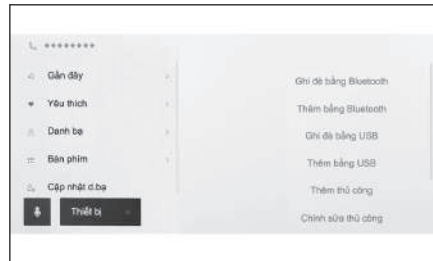 ********
Gần đây
Yêu thích
Danh bạ
Bàn phím
Cập nhật d.bạ
Thiết bị
Ghi đè bằng Bluetooth
Thêm bằng Bluetooth
Ghi đè bằng USB
Thêm bằng USB
Thêm thủ công
Chỉnh sửa thủ công